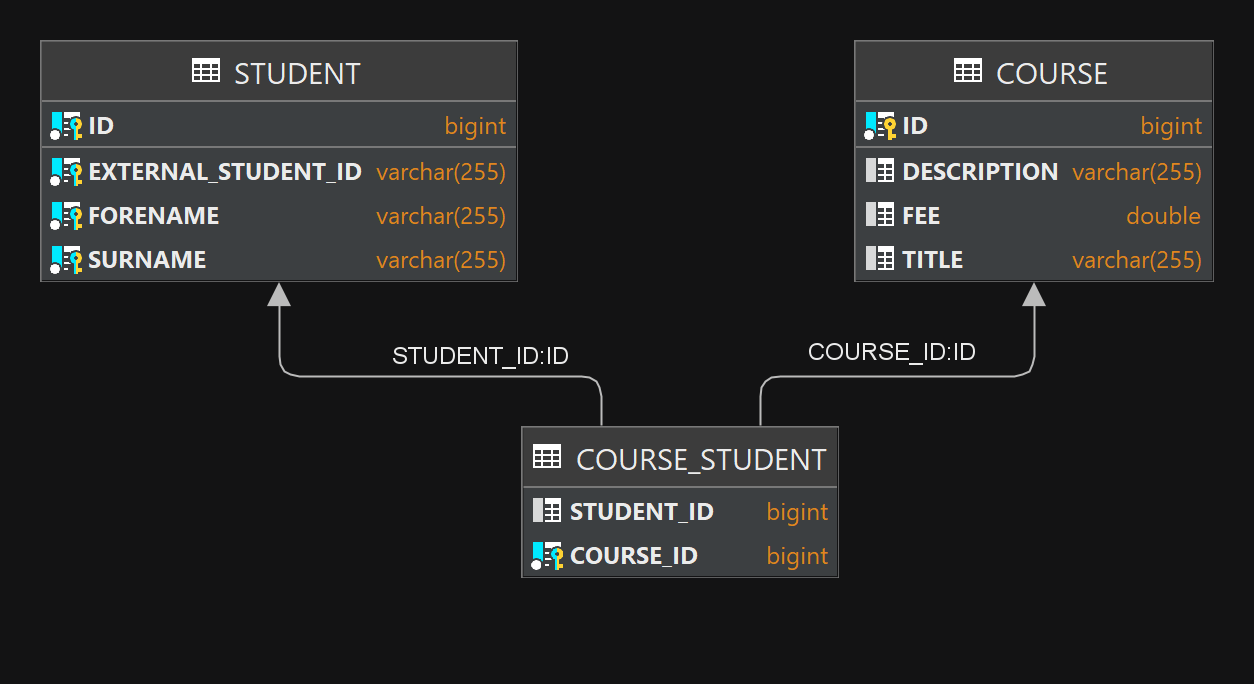 STUDENT
ID bigint
EXTERNAL_STUDENT_ID varchar(255)
FORENAME varchar(255)
SURNAME varchar(255)
COURSE
ID bigint
DESCRIPTION varchar(255)
FEE double
TITLE varchar(255)
STUDENT_ID:ID
COURSE_ID:ID
COURSE_STUDENT
STUDENT_ID bigint
COURSE_ID bigint